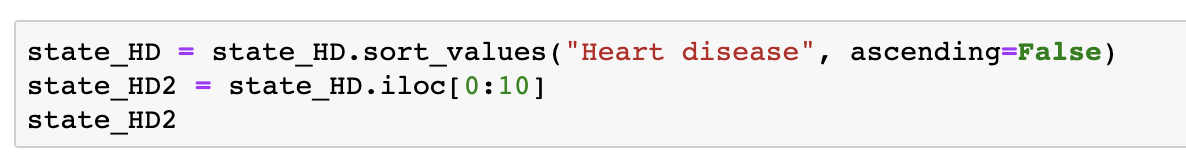 state_HD = state_HD.sort_values("Heart disease", ascending=False)
state_HD2 = state_HD.iloc[0:10]
state_HD2